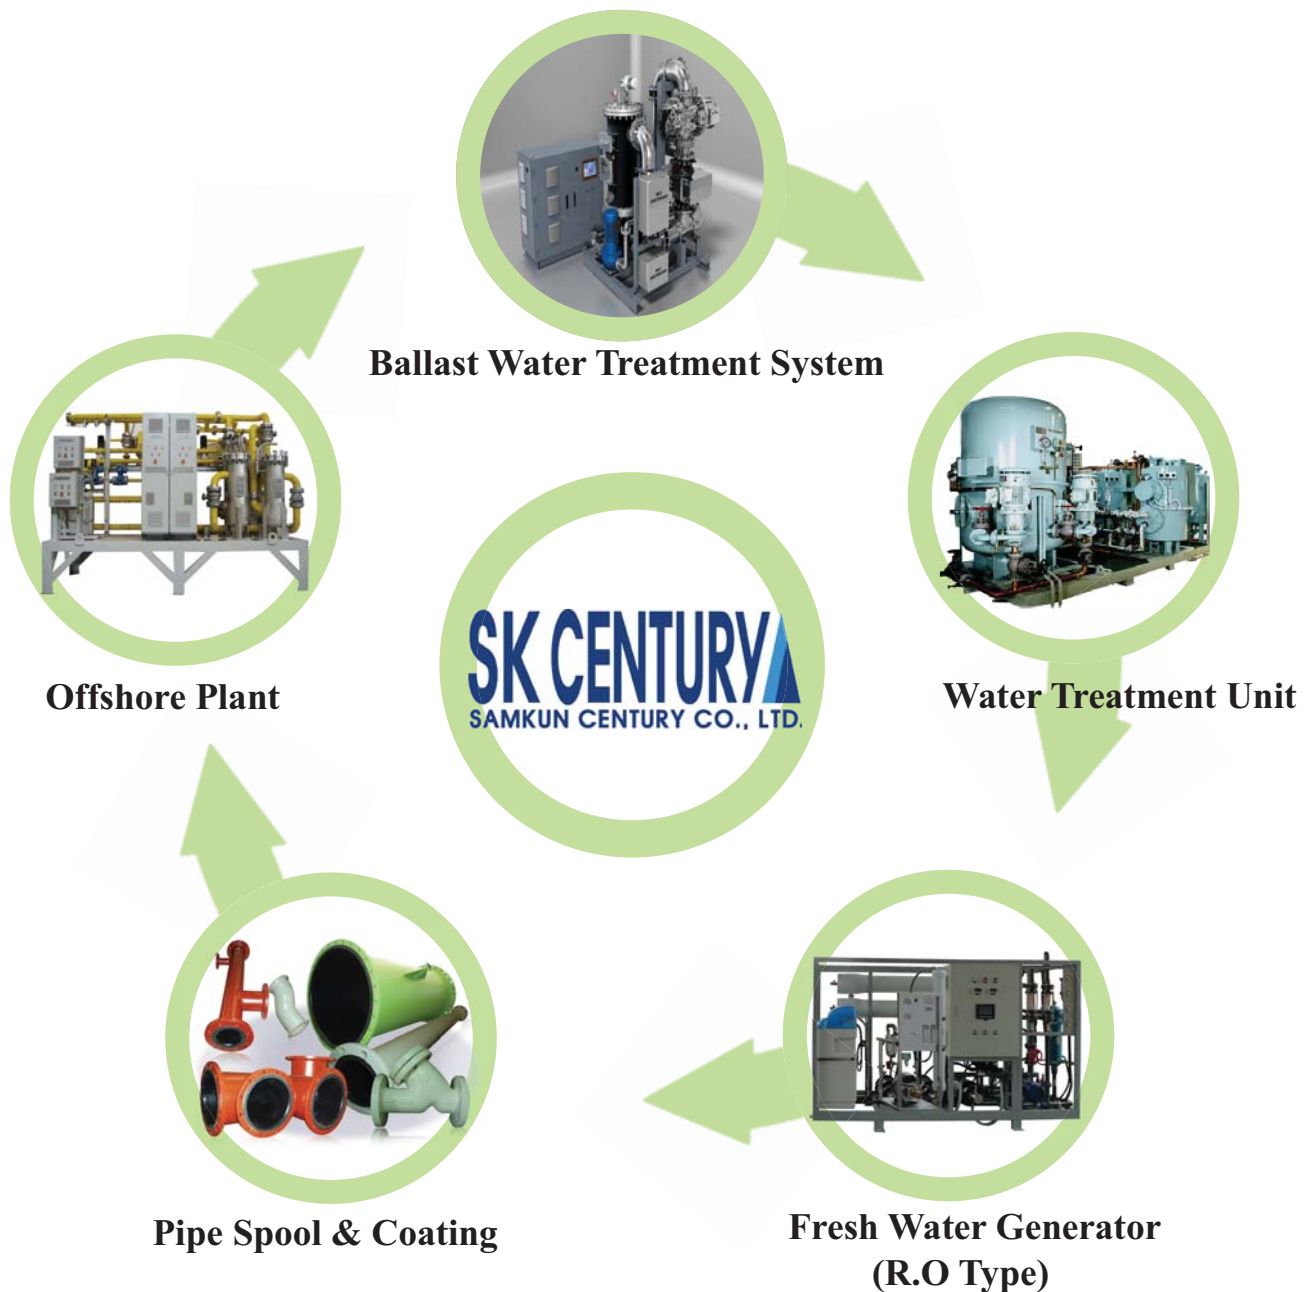 Ballast Water Treatment System
Offshore Plant
Water Treatment Unit
SK CENTURY
SAMKUN CENTURY CO., LTD.
Pipe Spool & Coating
Fresh Water Generator
(R.O Type)